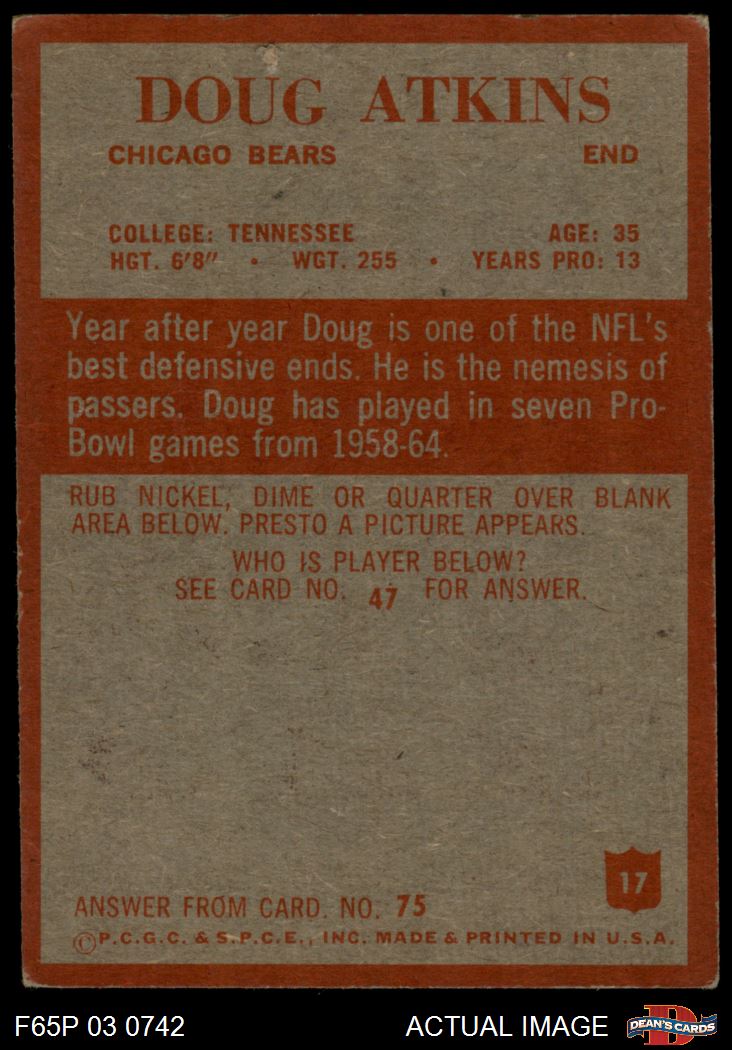 DOUG ATKINS
CHICAGO BEARS END
COLLEGE: TENNESSEE AGE: 35
HGT. 6'8" • WGT. 255 • YEARS PRO: 13
Year after year Doug is one of the NFL's
best defensive ends. He is the nemesis of
passers. Doug has played in seven Pro-
Bowl games from 1958-64.
RUB NICKEL, DIME OR QUARTER OVER BLANK
AREA BELOW. PRESTO A PICTURE APPEARS.
WHO IS PLAYER BELOW?
SEE CARD NO. 47 FOR ANSWER.
17
ANSWER FROM CARD. NO. 75
©P.C.G.C. & S.P.C.E., INC. MADE & PRINTED IN U.S.A.
F65P 03 0742 ACTUAL IMAGE D DEAN'S CARDS